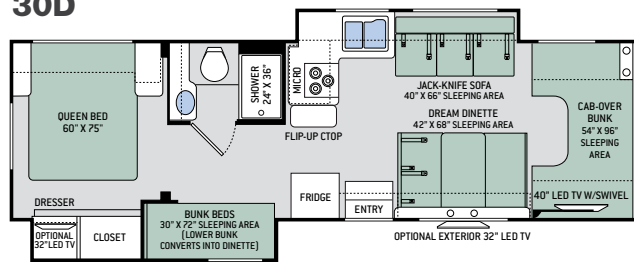 30D
QUEEN BED
60" X 75"
SHOWER
24" X 36"
MICRO
FLIP-UP CTOP
JACK-KNIFE SOFA
40" X 66" SLEEPING AREA
DREAM DINETTE
42" X 68" SLEEPING AREA
CAB-OVER
BUNK
54" X 96"
SLEEPING
AREA
40" LED TV W/SWIVEL
DRESSER
OPTIONAL
32"LED TV
CLOSET
BUNK BEDS
30" X 72" SLEEPING AREA
(LOWER BUNK
CONVERTS INTO DINETTE)
FRIDGE
ENTRY
OPTIONAL EXTERIOR 32" LED TV